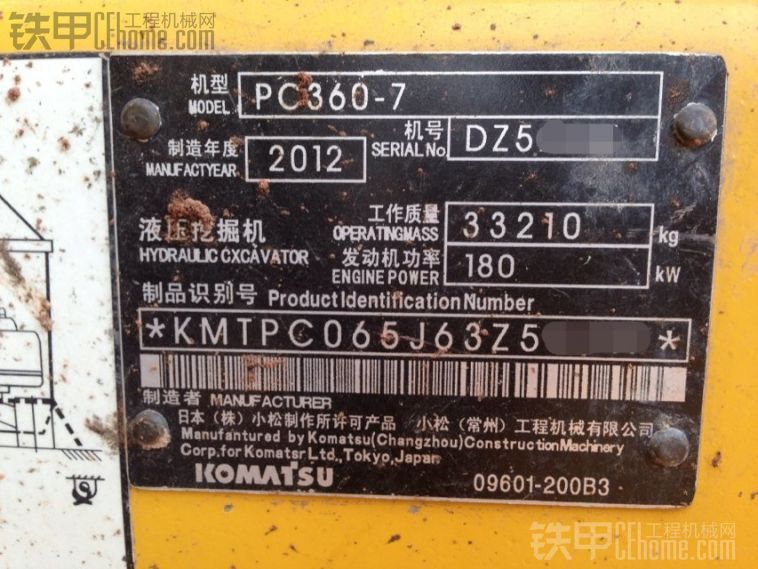 铁甲 工程机械网
CEhome.com
机型
MODEL PC360-7
制造年度
MANUFACTYEAR 2012
机号
SERIAL No. DZ5
液压挖掘机
HYDRAULIC CXCAVATOR
工作质量
OPERATINGMASS 33210 kg
发动机功率
ENGINE POWER 180 kW
制品识别号 Product Identification Number
*KMTPC065J63Z5 *
制造者 MANUFACTURER
日本（株）小松制作所许可产品 小松（常州）工程机械有限公司
Manufantured by Komatsu(Changzhou)Construction Machinery
Corp,for Komatsr Ltd.,Tokyo,Japan
KOMATSU 09601-200B3
铁甲 工程机械网
CEhome.com